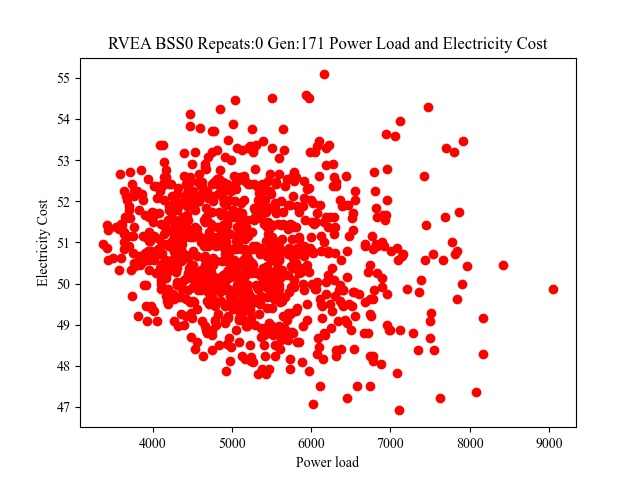 RVEA BSS0 Repeats:0 Gen:171 Power Load and Electricity Cost
55
54
53
52
51
50
49
48
47
Electricity Cost
4000 5000 6000 7000 8000 9000
Power load